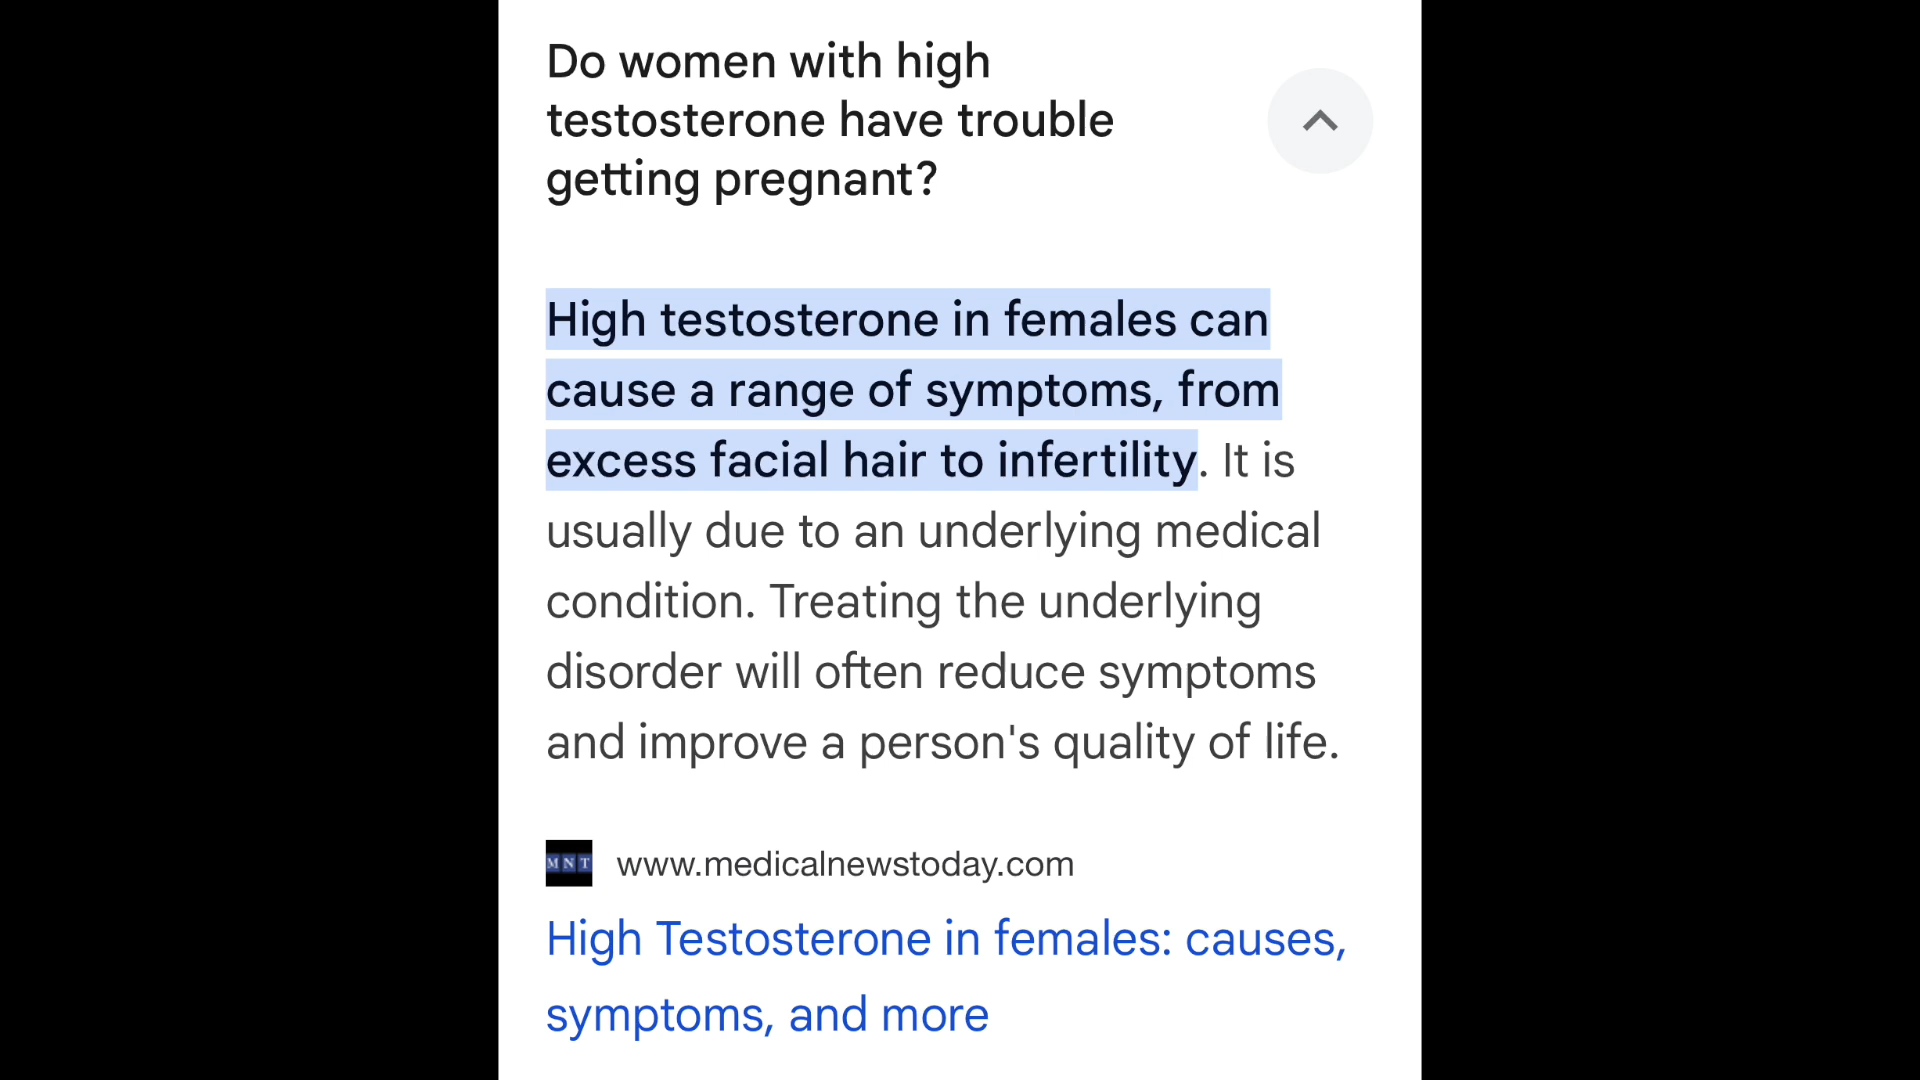 Do women with high
testosterone have trouble
getting pregnant?
High testosterone in females can
cause a range of symptoms, from
excess facial hair to infertility. It is
usually due to an underlying medical
condition. Treating the underlying
disorder will often reduce symptoms
and improve a person's quality of life.
MNT
www.medicalnewstoday.com
High Testosterone in females: causes,
symptoms, and more